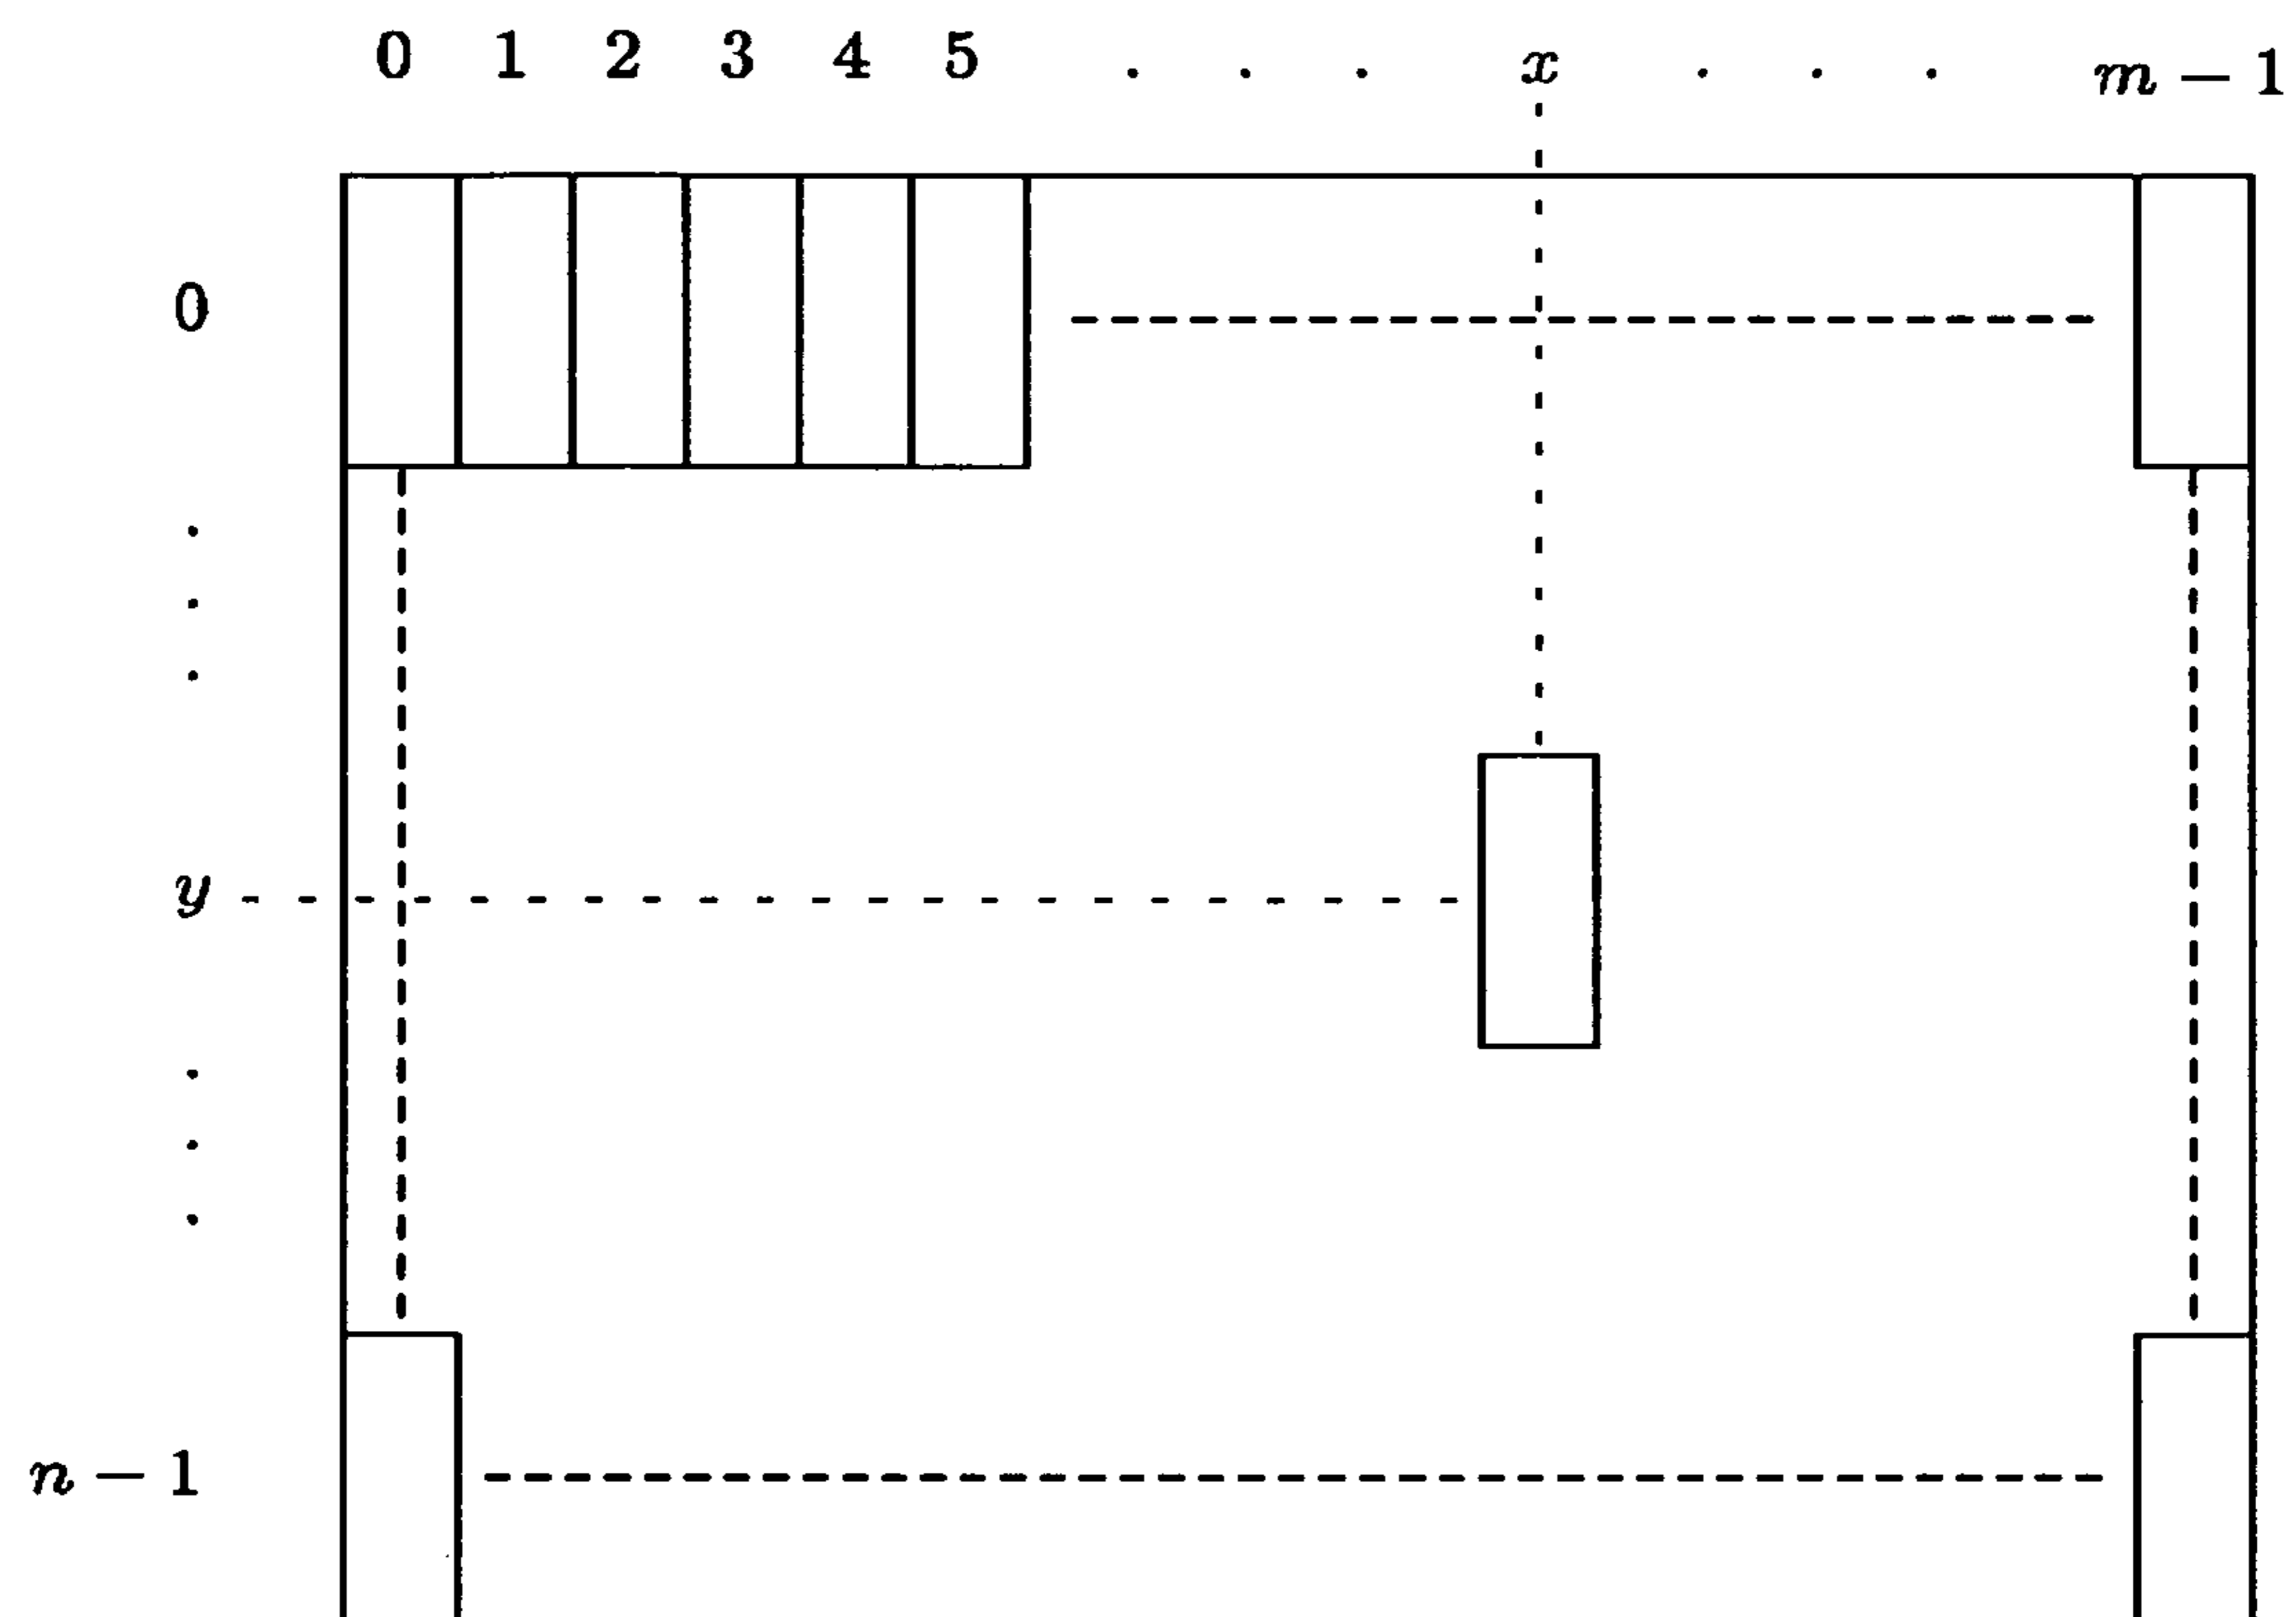 0 1 2 3 4 5 . . . x . . . m − 1
0
.
.
.
y
.
.
.
n − 1